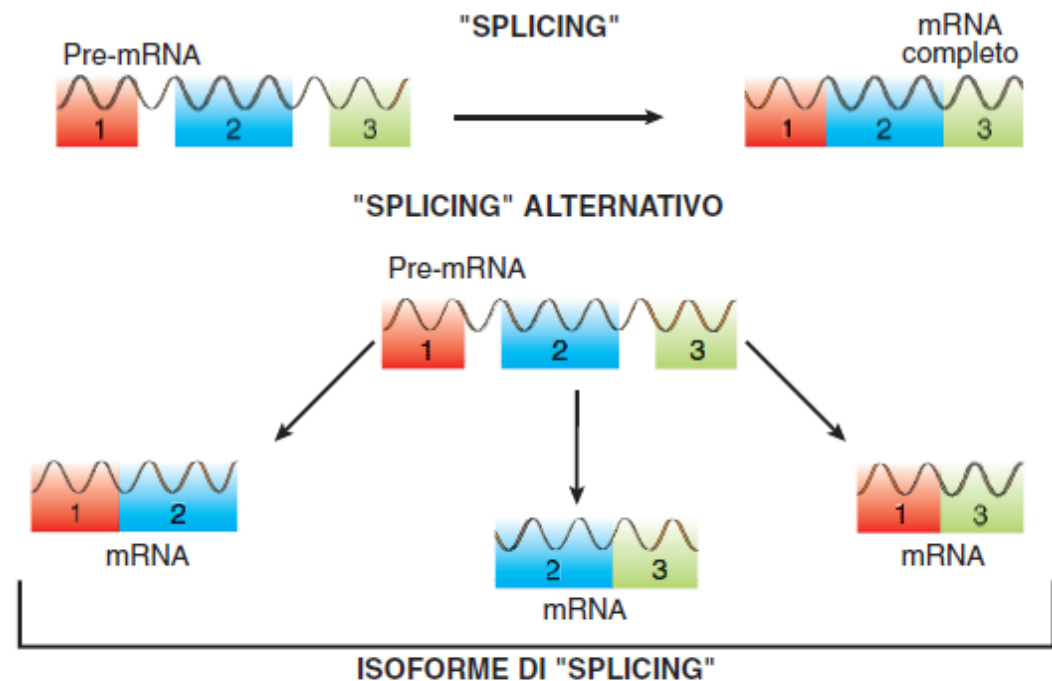 "SPLICING"
Pre-mRNA
mRNA
completo
1 2 3
1 2 3
"SPLICING" ALTERNATIVO
Pre-mRNA
1 2 3
1 2
mRNA
2 3
mRNA
1 3
mRNA
ISOFORME DI "SPLICING"